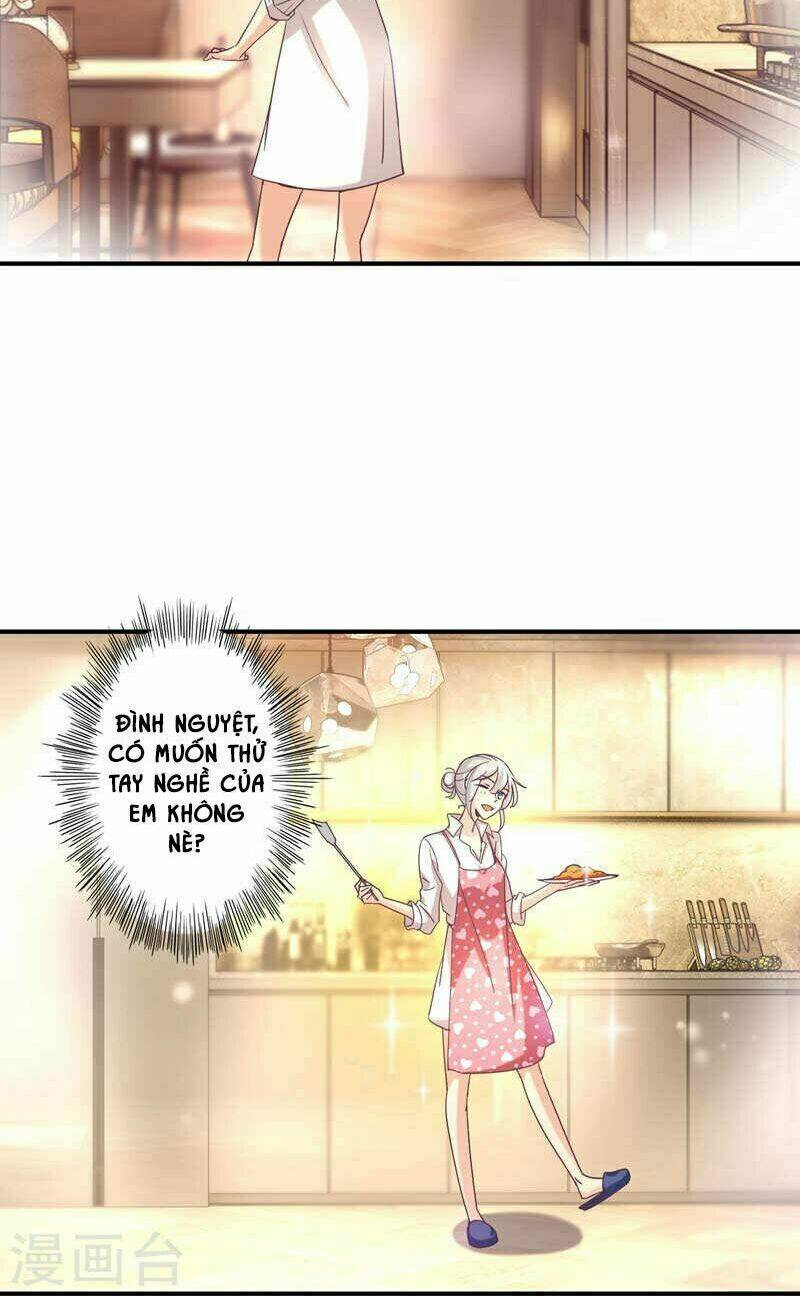 ĐÌNH NGUYỆT,
CÓ MUỐN THỬ
TAY NGHỀ CỦA
EM KHÔNG
NÈ?
漫画台